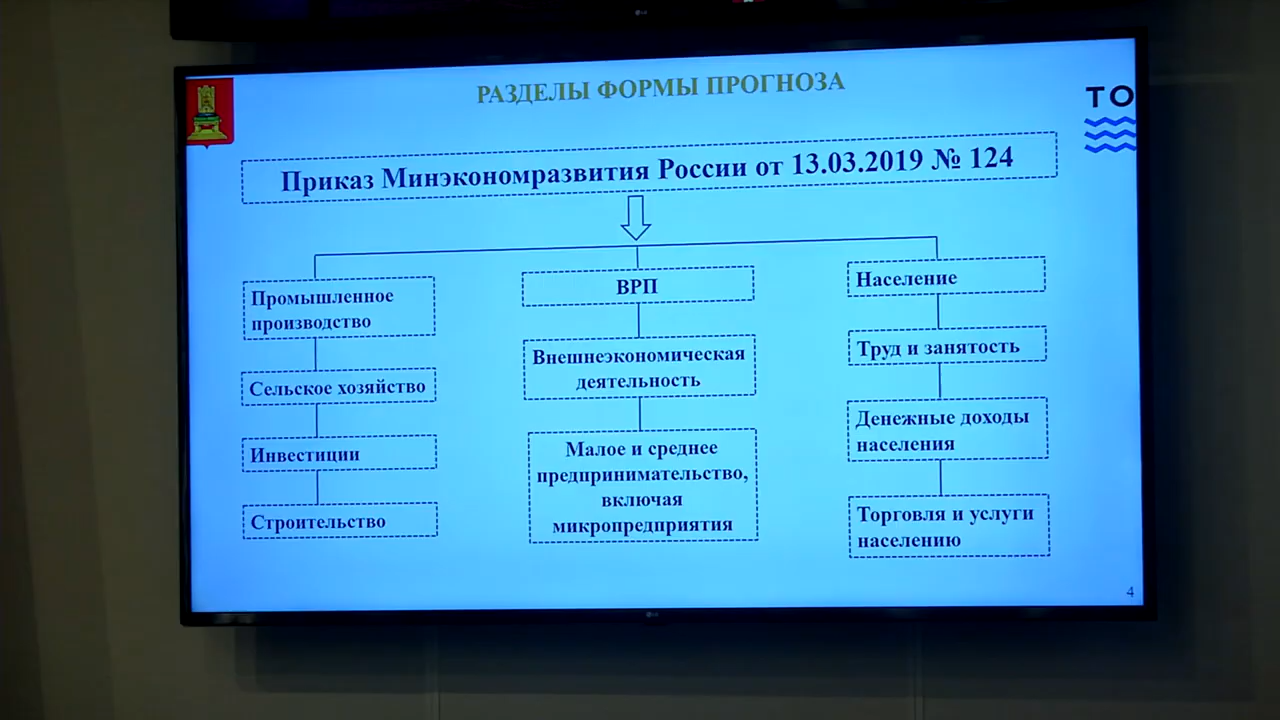 РАЗДЕЛЫ ФОРМЫ ПРОГНОЗА
ТО
Приказ Минэкономразвития России от 13.03.2019 № 124
Промышленное
производство
Сельское хозяйство
Инвестиции
Строительство
ВРП
Внешнеэкономическая
деятельность
Малое и среднее
предпринимательство,
включая
микропредприятия
Население
Труд и занятость
Денежные доходы
населения
Торговля и услуги
населению
4
LG